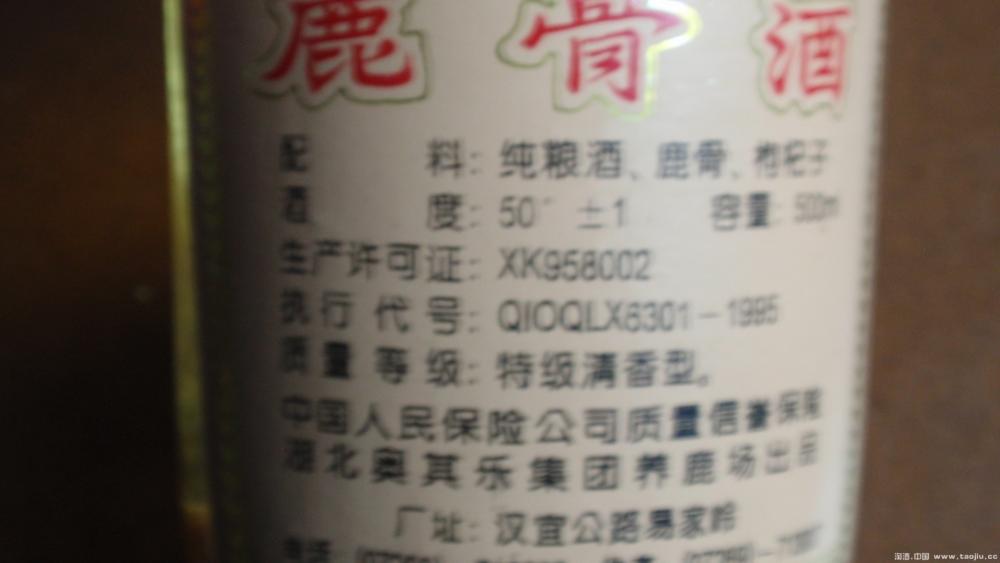 鹿骨酒
配料：纯粮酒、鹿骨、枸杞子
酒度：50° ±1 容量：500ml
生产许可证：XK958002
执行代号：QIOQLX6301－1995
质量等级：特级清香型。
中国人民保险公司质量信誉保险
湖北奥其乐集团养鹿场出品
厂址：汉宜公路易家岭
电话：
淘酒.中国 www.taojiu.cc